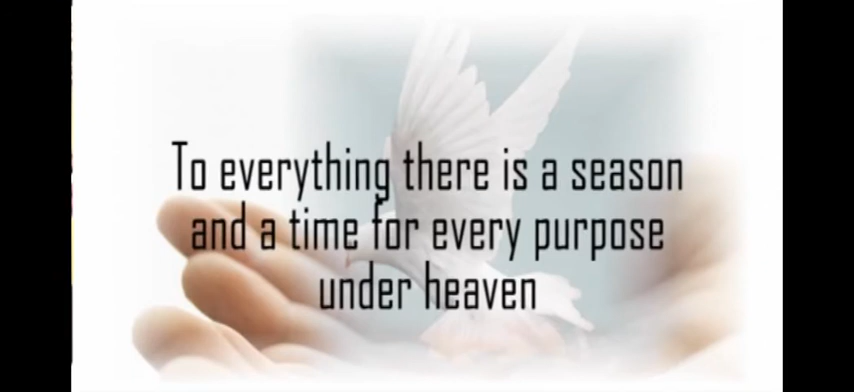 To everything there is a season
and a time for every purpose
under heaven